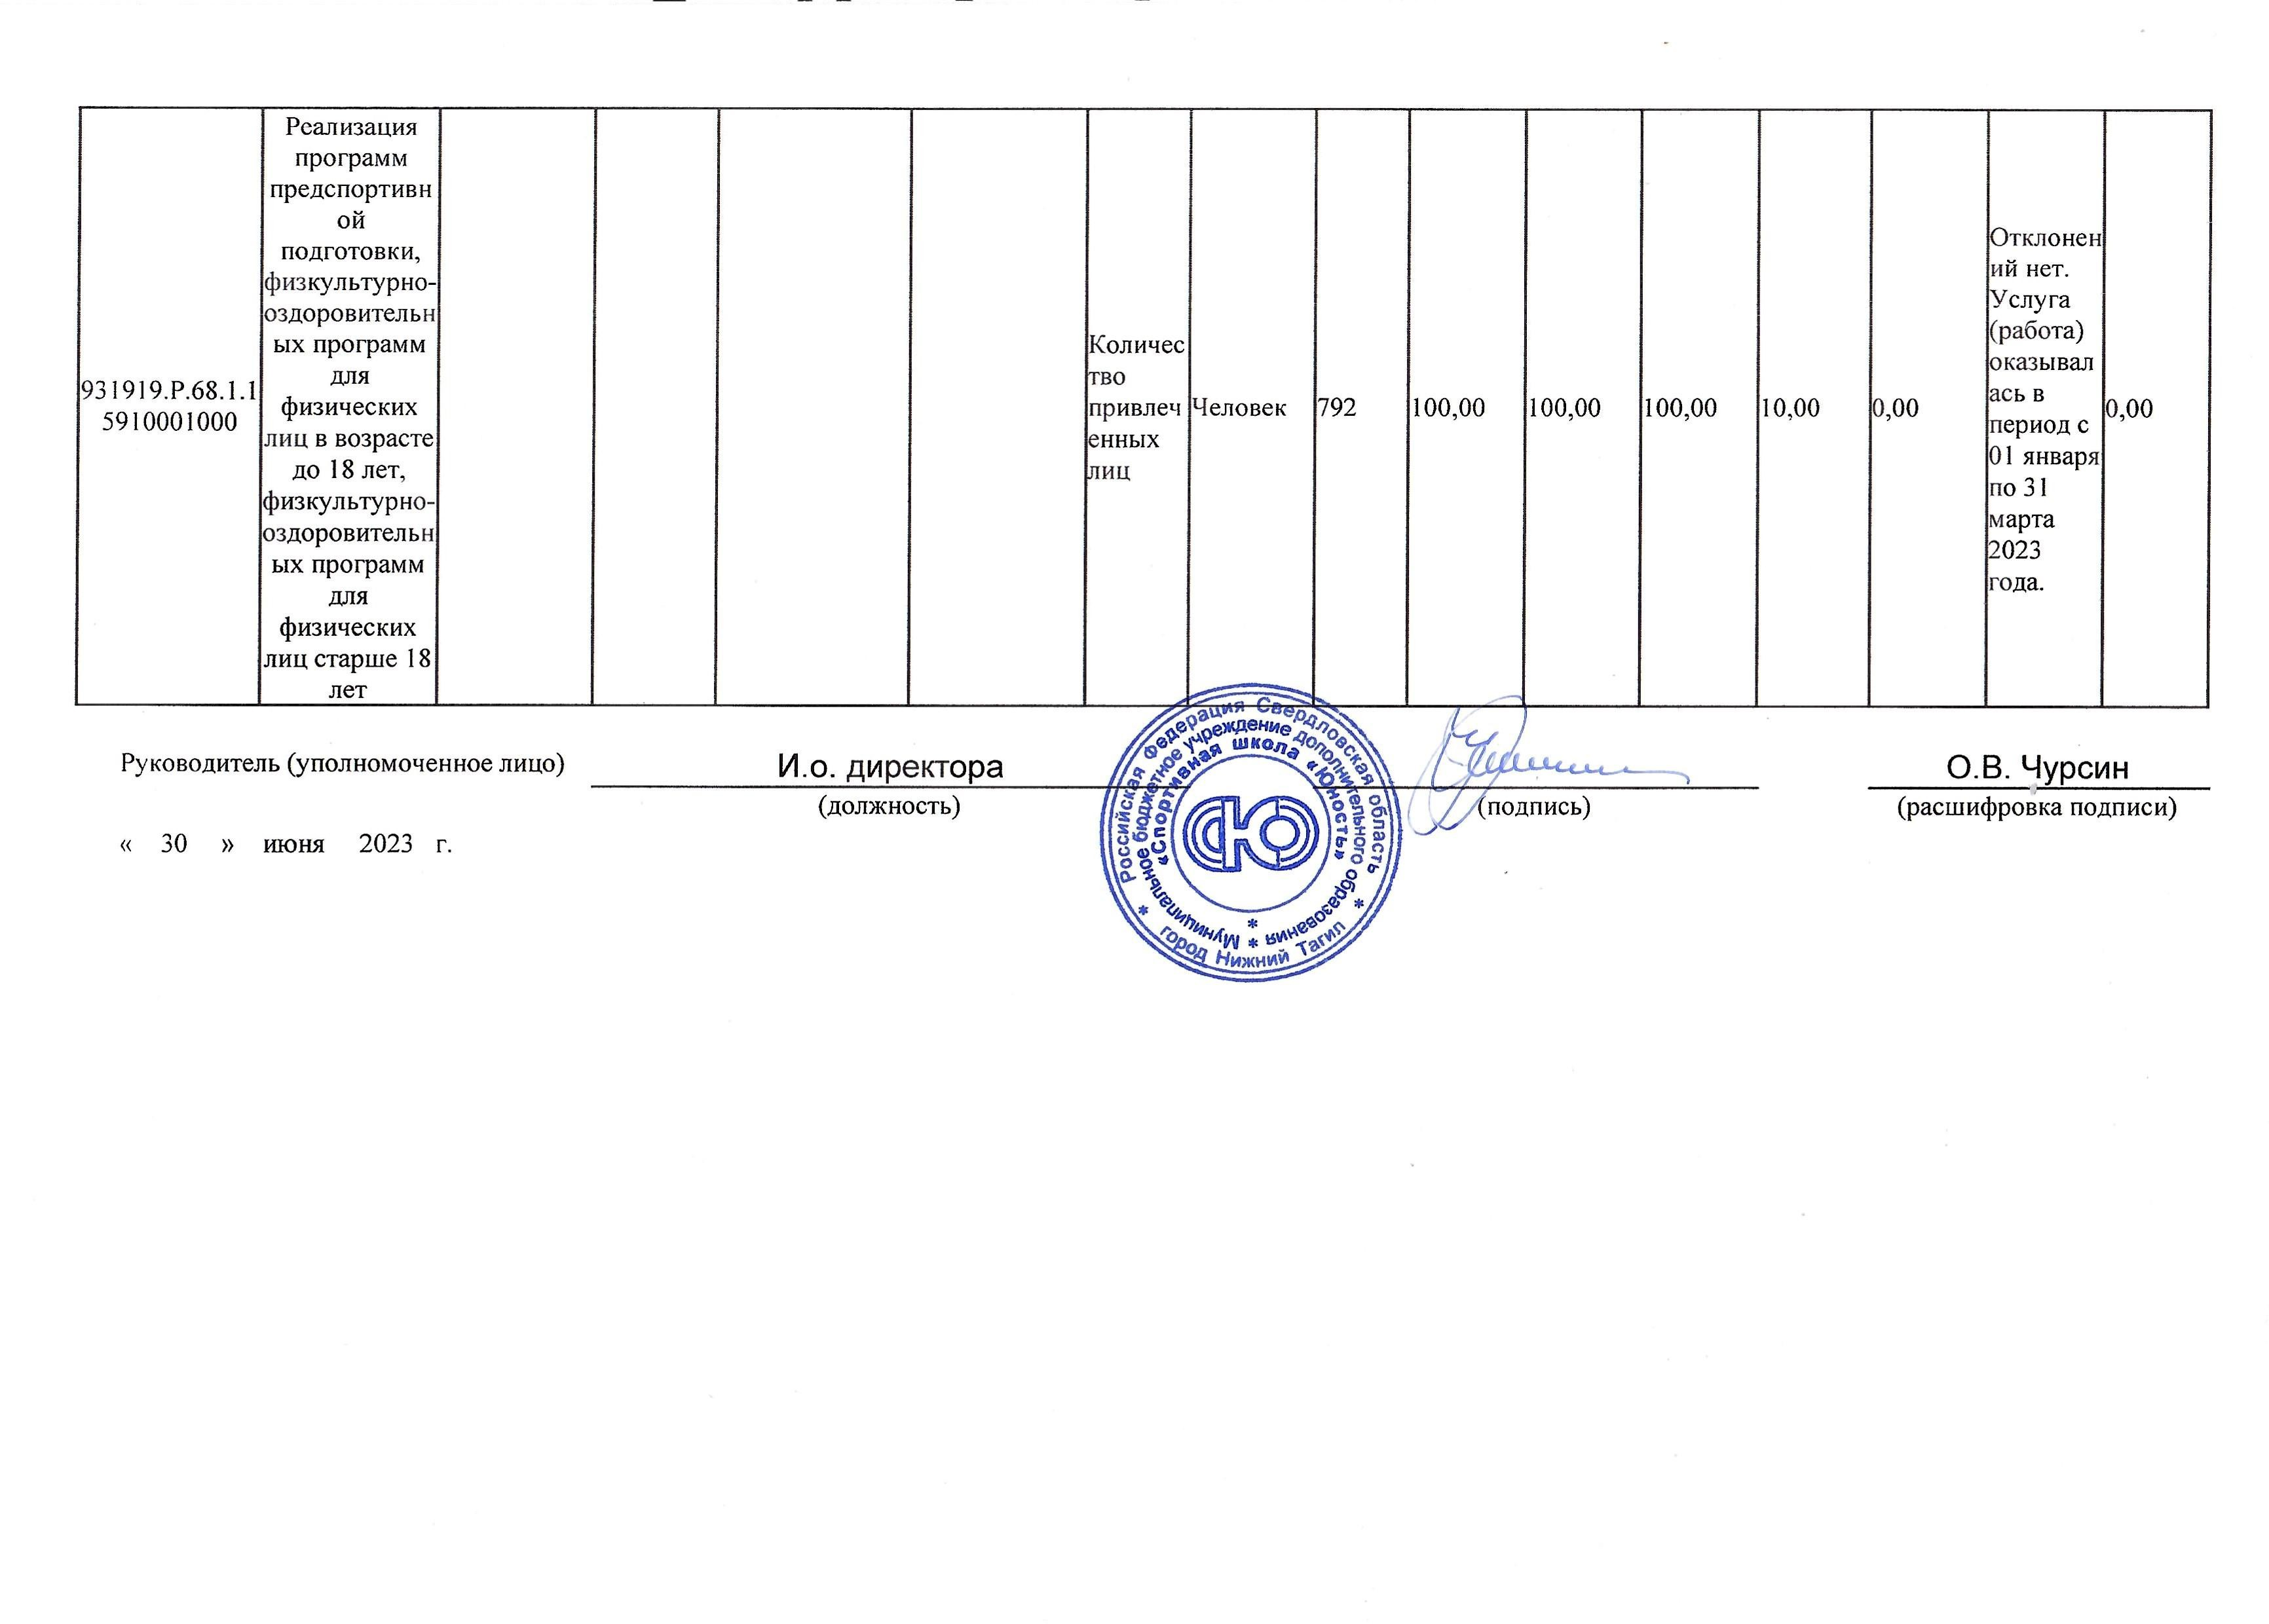 931919.Р.68.1.1
5910001000
Реализация
программ
предспортивн
ой
подготовки,
физкультурно-
оздоровительн
ых программ
для
физических
лиц в возрасте
до 18 лет,
физкультурно-
оздоровительн
ых программ
для
физических
лиц старше 18
лет
Количес
тво
привлеч
енных
лиц
Человек
792
100,00
100,00
100,00
10,00
0,00
Отклонен
ий нет.
Услуга
(работа)
оказывал
ась в
период с
01 января
по 31
марта
2023
года.
0,00
Руководитель (уполномоченное лицо)
И.о. директора
(должность)
(подпись)
О.В. Чурсин
(расшифровка подписи)
« 30 » июня 2023 г.
Российская Федерация Свердловская область
* город Нижний Тагил *
Муниципальное бюджетное учреждение дополнительного образования *
«Спортивная школа «Юность»
*